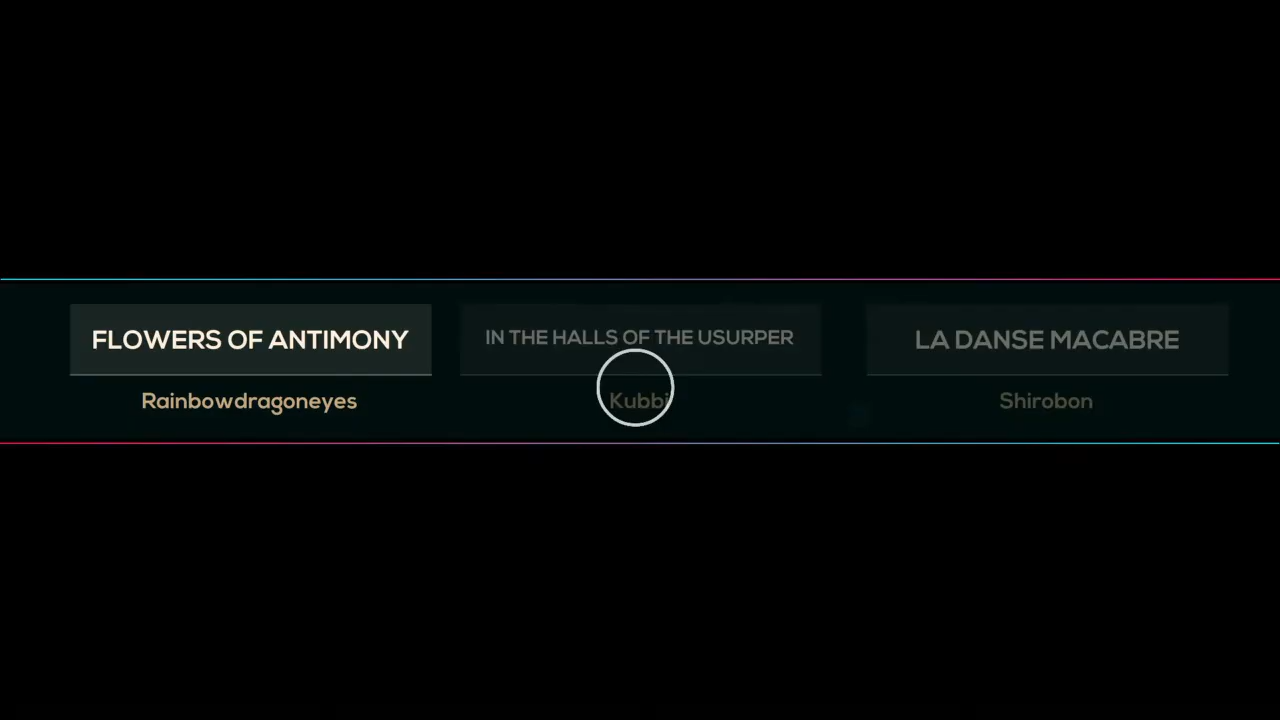 FLOWERS OF ANTIMONY
Rainbowdragoneyes
IN THE HALLS OF THE USURPER
Kubbi
LA DANSE MACABRE
Shirobon